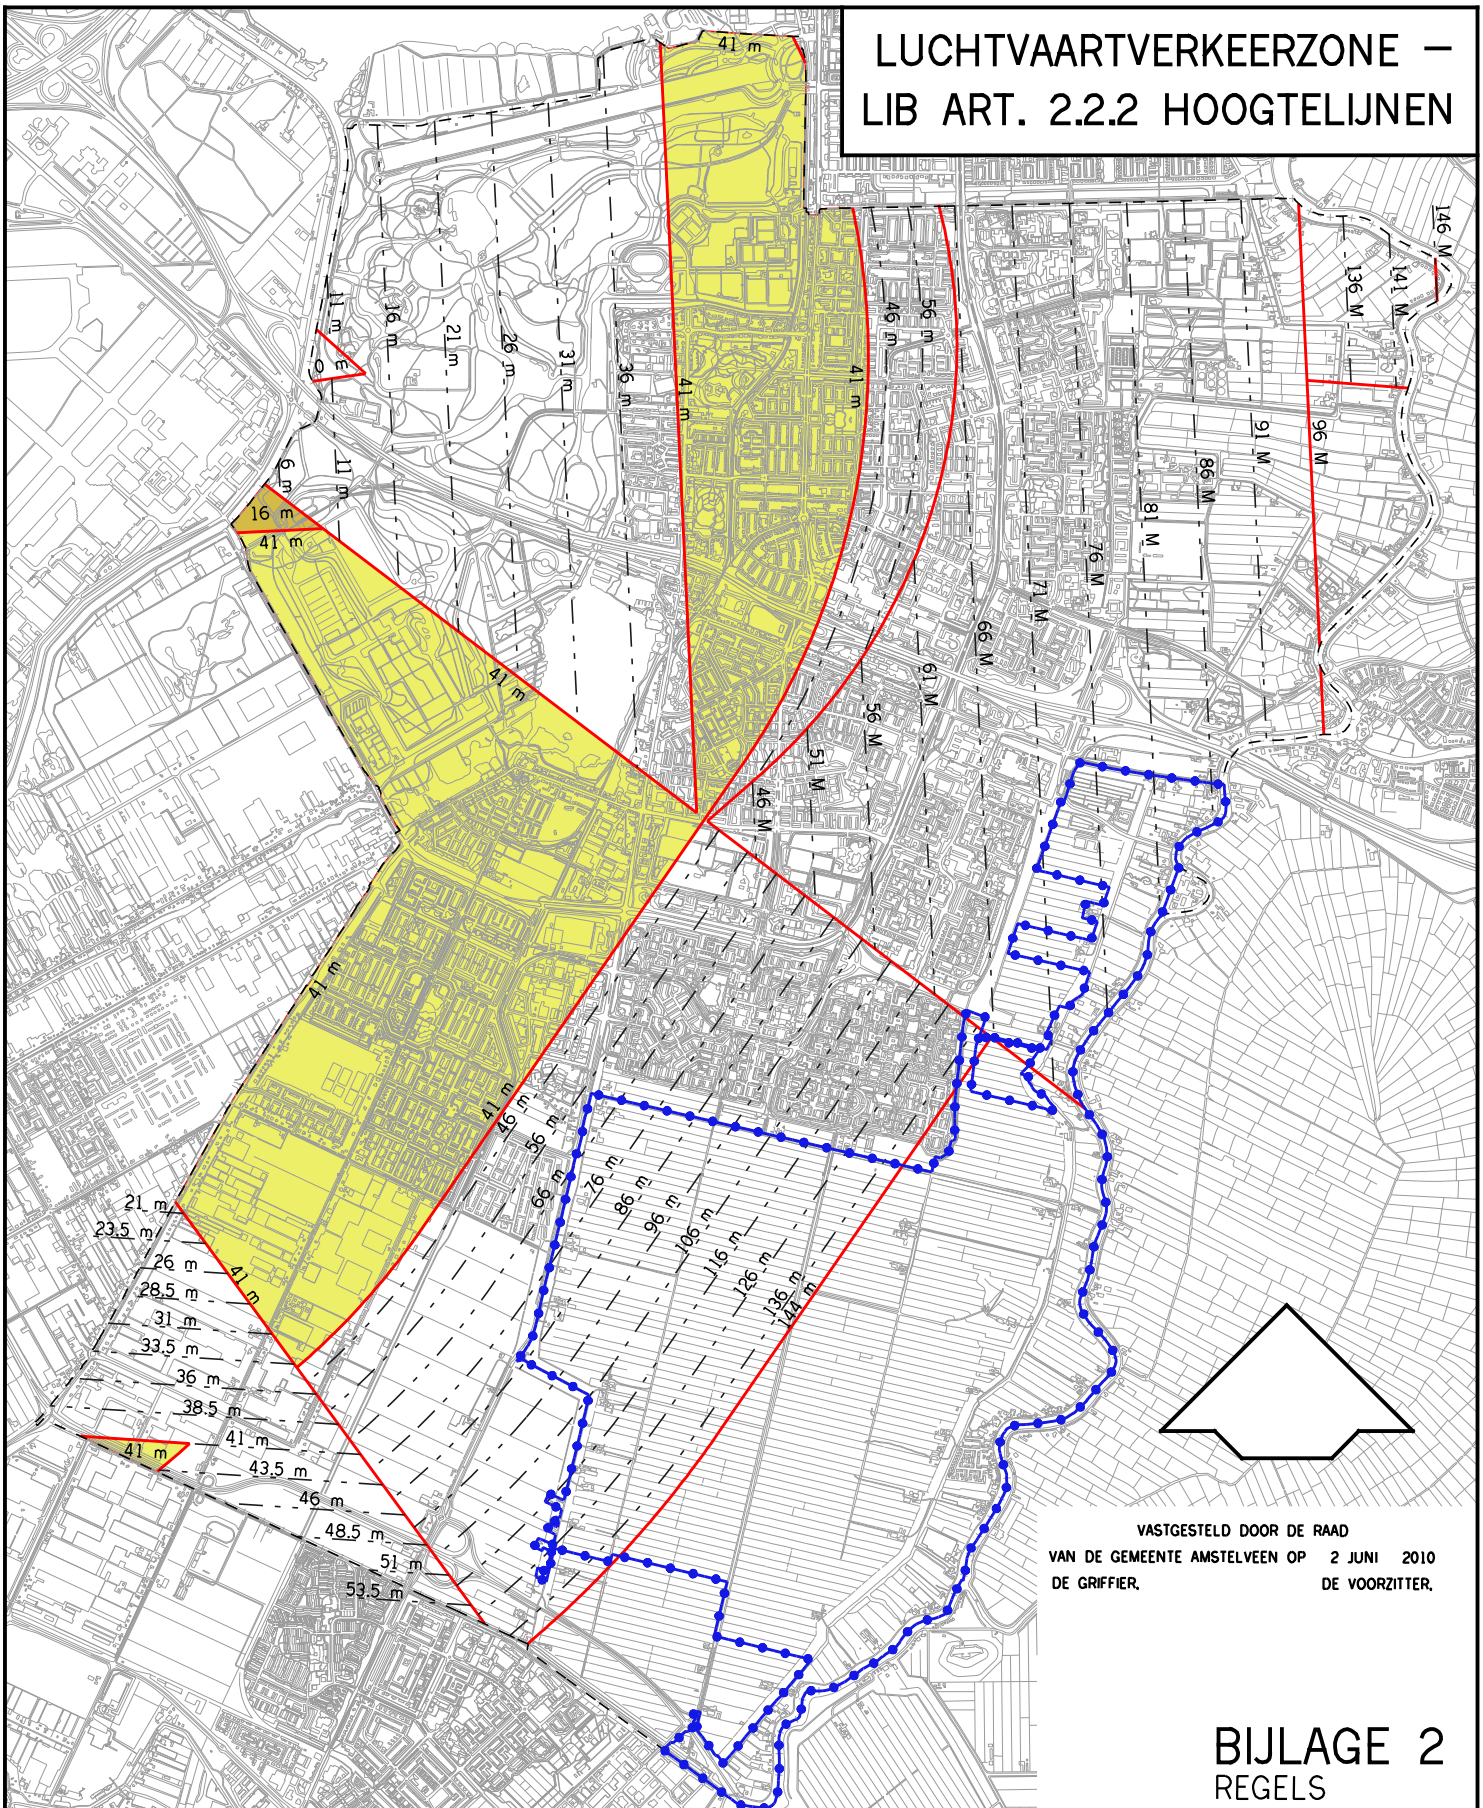 LUCHTVAARTVERKEERZONE –
LIB ART. 2.2.2 HOOGTELIJNEN
41 m
146 M
141 M
136 M
11 m
16 m
21 m
26 m
31 m
36 m
41 m
41 m
46 m
56 m
0 m
6 m
11 m
16 m
41 m
96 M
91 M
86 M
81 M
76 M
71 M
66 M
61 M
56 M
51 M
46 M
41 m
41 m
41 m
46 m
56 m
66 m
76 m
86 m
96 m
106 m
116 m
126 m
136 m
144 m
21 m
23.5 m
26 m
28.5 m
31 m
33.5 m
36 m
38.5 m
41 m
41 m
41 m
43.5 m
46 m
48.5 m
51 m
53.5 m
VASTGESTELD DOOR DE RAAD
VAN DE GEMEENTE AMSTELVEEN OP 2 JUNI 2010
DE GRIFFIER, DE VOORZITTER,
BIJLAGE 2
REGELS